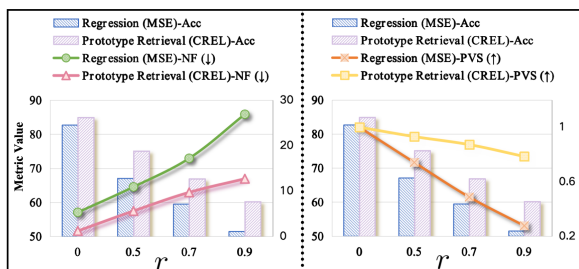 Regression (MSE)-Acc
Prototype Retrieval (CREL)-Acc
Regression (MSE)-NF (↓)
Prototype Retrieval (CREL)-NF (↓)
Metric Value
90
80
70
60
50
30
20
10
0
0 0.5 0.7 0.9
r
Regression (MSE)-Acc
Prototype Retrieval (CREL)-Acc
Regression (MSE)-PVS (↑)
Prototype Retrieval (CREL)-PVS (↑)
90
80
70
60
50
1
0.6
0.2
0 0.5 0.7 0.9
r